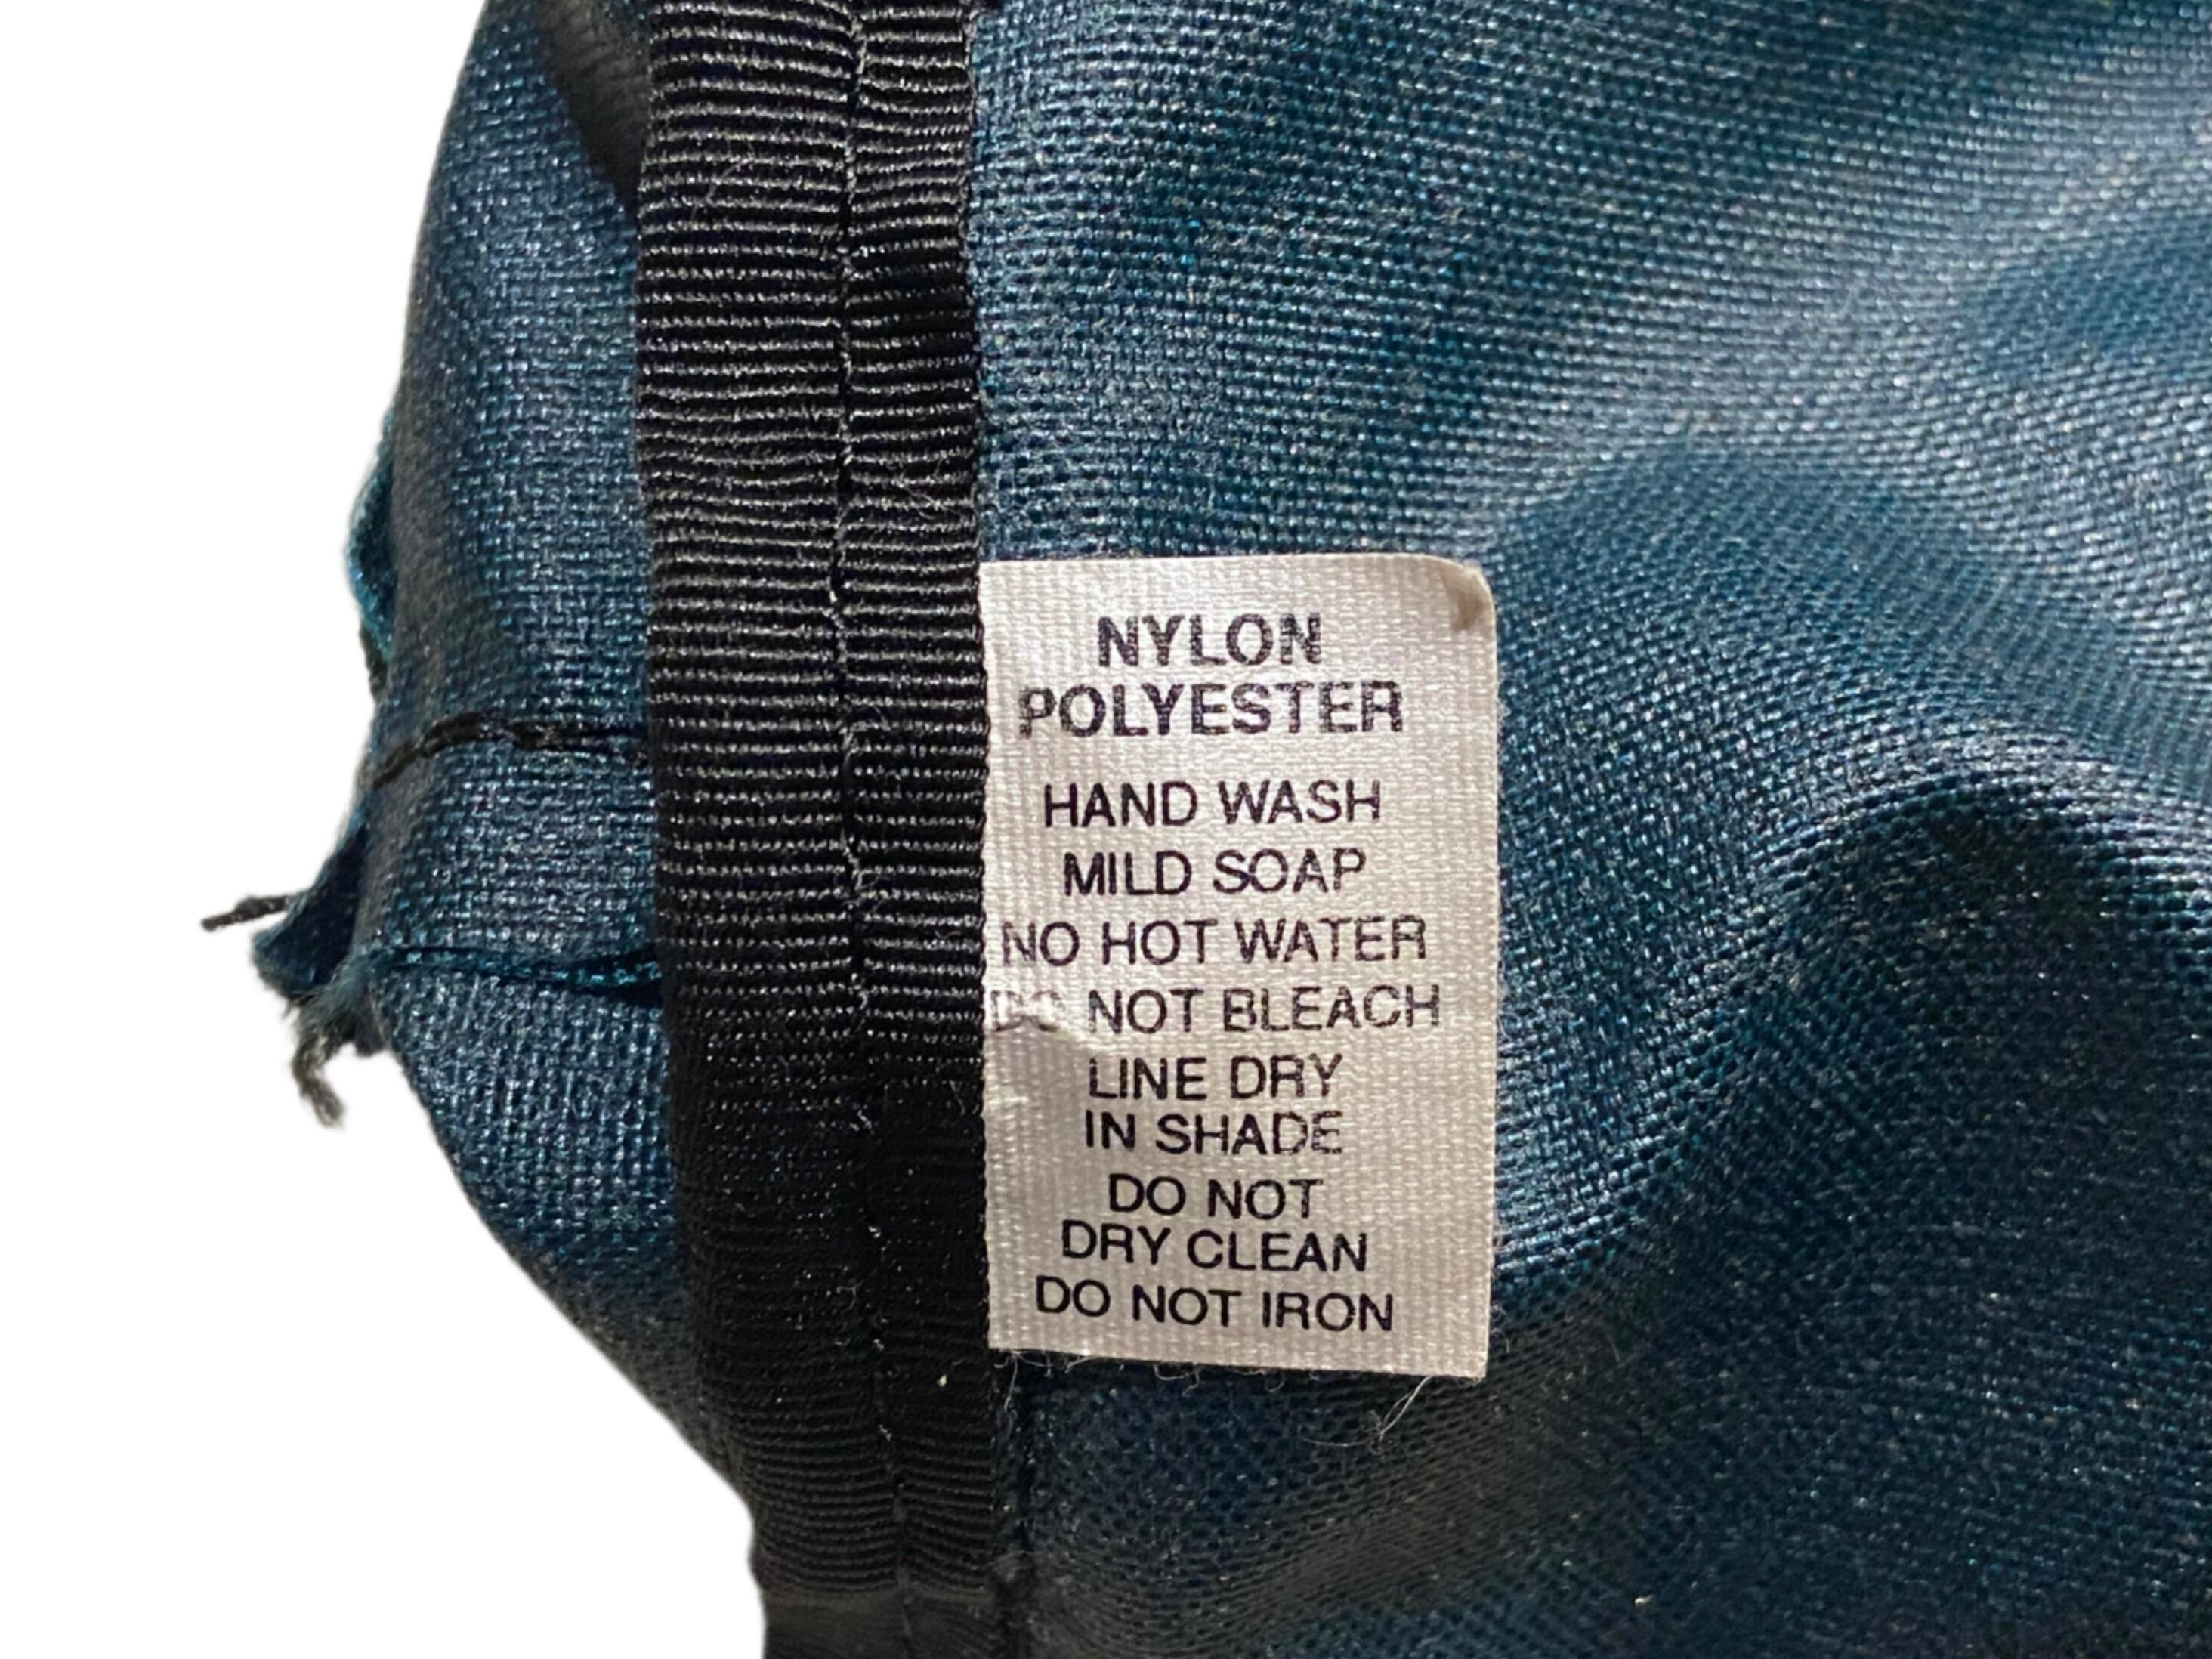 NYLON
POLYESTER
HAND WASH
MILD SOAP
NO HOT WATER
DO NOT BLEACH
LINE DRY
IN SHADE
DO NOT
DRY CLEAN
DO NOT IRON